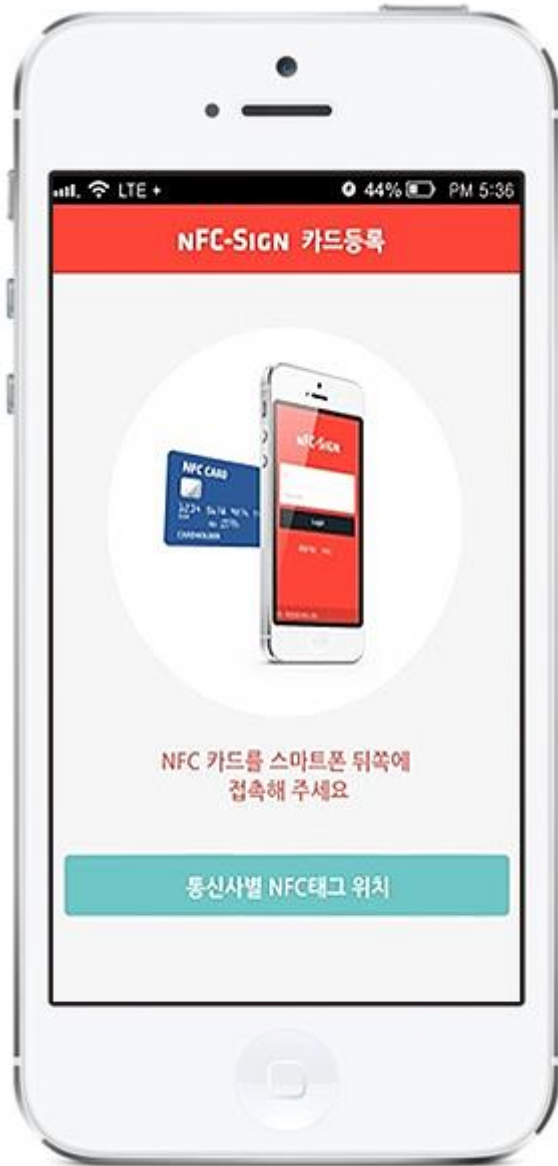 LTE +
44%
PM 5:36
NFC-SIGN 카드등록
NFC-SIGN
NFC CARD
Login
CARDHOLDER
NFC 카드를 스마트폰 뒤쪽에
접촉해 주세요
통신사별 NFC태그 위치